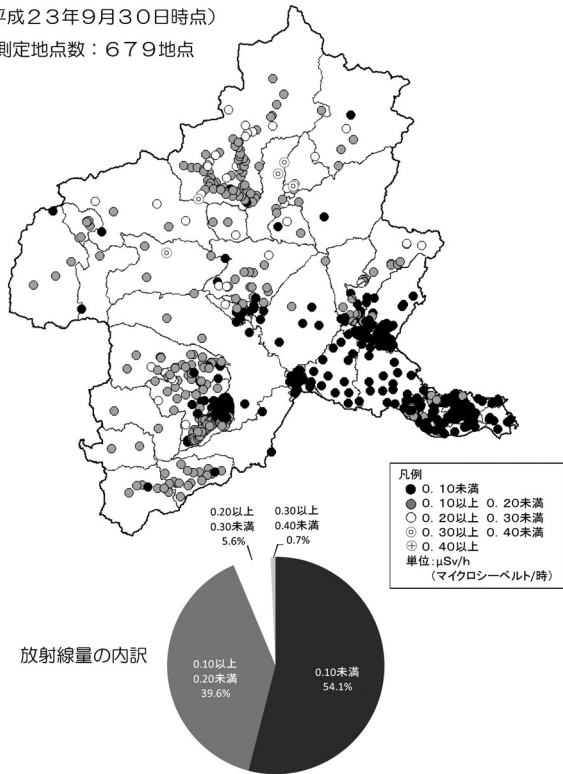 平成23年9月30日時点)
測定地点数:679地点
凡例
0.10未満
0.10以上 0.20未満
0.20以上 0.30未満
0.30以上 0.40未満
0.40以上
単位:μSv/h
(マイクロシーベルト/時)
0.20以上
0.30未満
5.6%
0.30以上
0.40未満
0.7%
放射線量の内訳
0.10以上
0.20未満
39.6%
0.10未満
54.1%